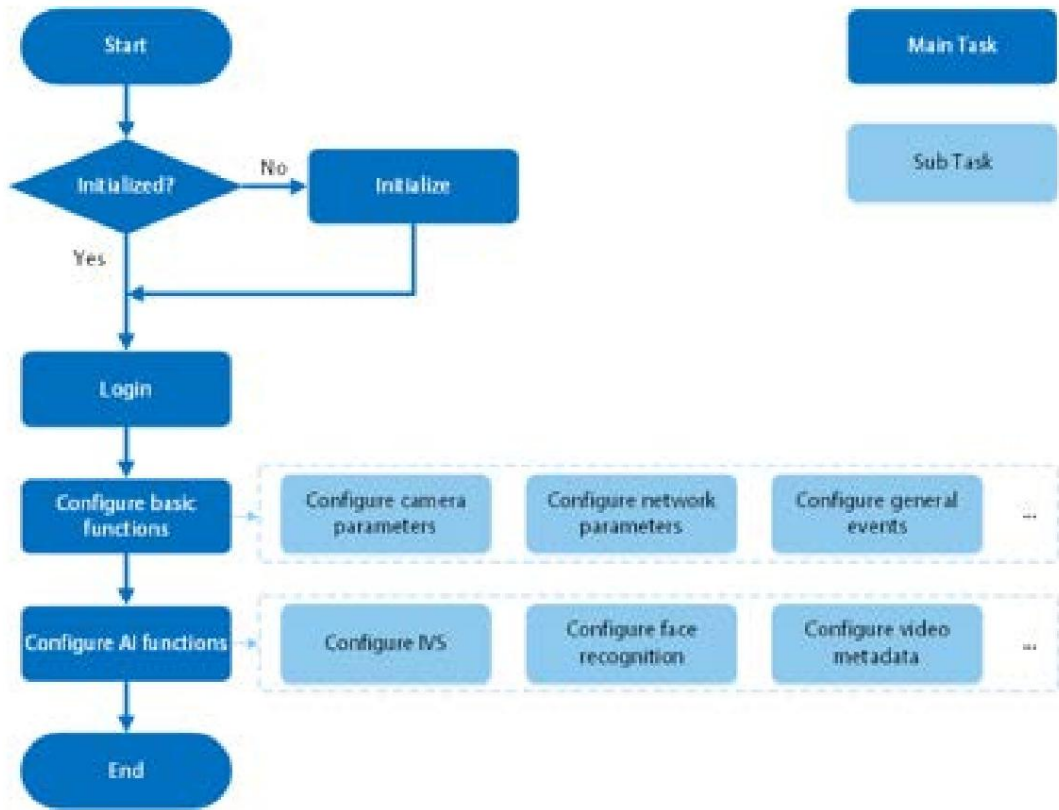 Start
Main Task
Sub Task
Initialized?
No
Initialize
Yes
Login
Configure basic
functions
Configure camera
parameters
Configure network
parameters
Configure general
events
...
Configure AI functions
Configure IVS
Configure face
recognition
Configure video
metadata
...
End